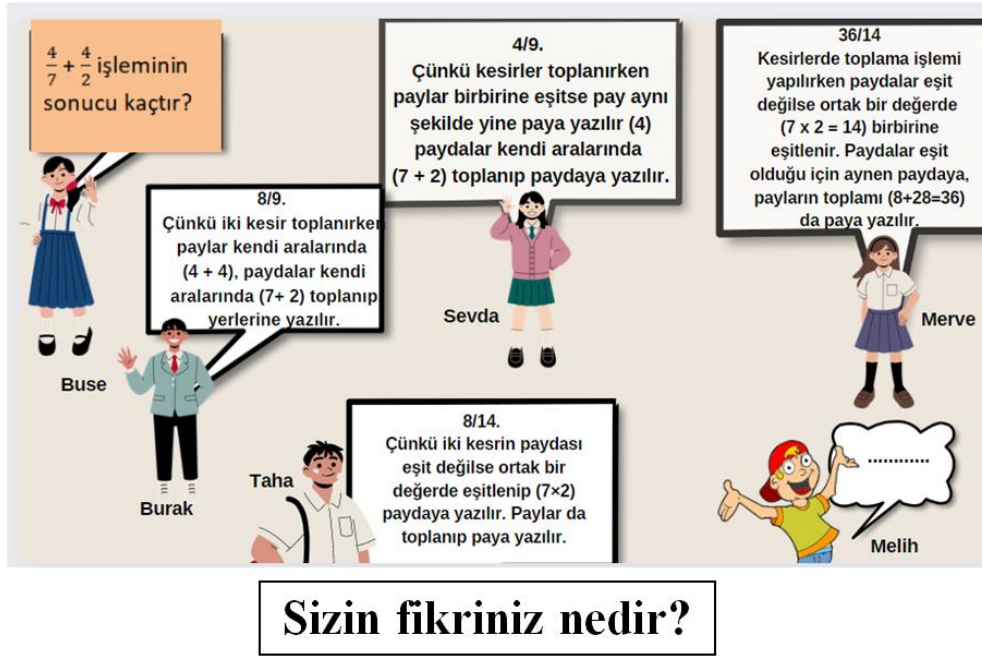 4/7 + 4/2 işleminin
sonucu kaçtır?
Buse
8/9.
Çünkü iki kesir toplanırken
paylar kendi aralarında
(4 + 4), paydalar kendi
aralarında (7+ 2) toplanıp
yerlerine yazılır.
Burak
4/9.
Çünkü kesirler toplanırken
paylar birbirine eşitse pay aynı
şekilde yine paya yazılır (4)
paydalar kendi aralarında
(7 + 2) toplanıp paydaya yazılır.
Sevda
36/14
Kesirlerde toplama işlemi
yapılırken paydalar eşit
değilse ortak bir değerde
(7 x 2 = 14) birbirine
eşitlenir. Paydalar eşit
olduğu için aynen paydaya,
payların toplamı (8+28=36)
da paya yazılır.
Merve
Taha
8/14.
Çünkü iki kesrin paydası
eşit değilse ortak bir
değerde eşitlenip (7×2)
paydaya yazılır. Paylar da
toplanıp paya yazılır.
............
Melih
Sizin fikriniz nedir?